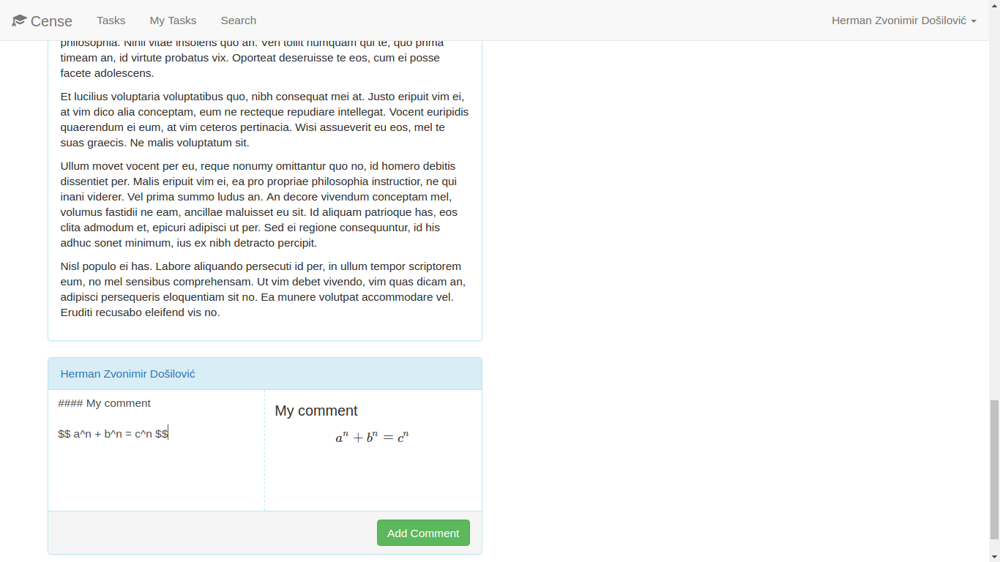 Cense
Tasks
My Tasks
Search
Herman Zvonimir Došilović
philosophia. Nihil vitae insolens quo an. Veri tollit numquam qui te, quo prima
timeam an, id virtute probatus vix. Oporteat deseruisse te eos, cum ei posse
facete adolescens.
Et lucilius voluptaria voluptatibus quo, nibh consequat mei at. Justo eripuit vim ei,
at vim dico alia conceptam, eum ne recteque repudiare intellegat. Vocent euripidis
quaerendum ei eum, at vim ceteros pertinacia. Wisi assueverit eu eos, mel te
suas graecis. Ne malis voluptatum sit.
Ullum movet vocent per eu, reque nonumy omittantur quo no, id homero debitis
dissentiet per. Malis eripuit vim ei, ea pro propriae philosophia instructior, ne qui
inani viderer. Vel prima summo ludus an. An decore vivendum conceptam mel,
volumus fastidii ne eam, ancillae maluisset eu sit. Id aliquam patrioque has, eos
clita admodum et, epicuri adipisci ut per. Sed ei regione consequuntur, id his
adhuc sonet minimum, ius ex nibh detracto percipit.
Nisl populo ei has. Labore aliquando persecuti id per, in ullum tempor scriptorem
eum, no mel sensibus comprehensam. Ut vim debet vivendo, vim quas dicam an,
adipisci persequeris eloquentiam sit no. Ea munere volutpat accommodare vel.
Eruditi recusabo eleifend vis no.
Herman Zvonimir Došilović
#### My comment
$$ a^n + b^n = c^n $$
My comment
aⁿ + bⁿ = cⁿ
Add Comment